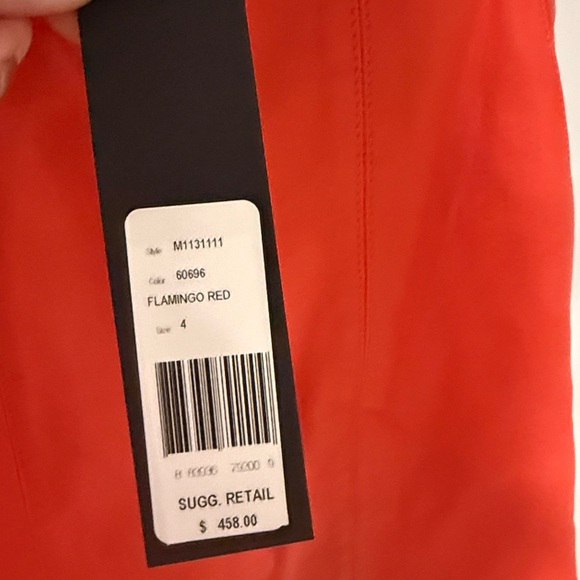 Style M1131111
Color 60696
FLAMINGO RED
Size 4
SUGG. RETAIL
$ 458.00